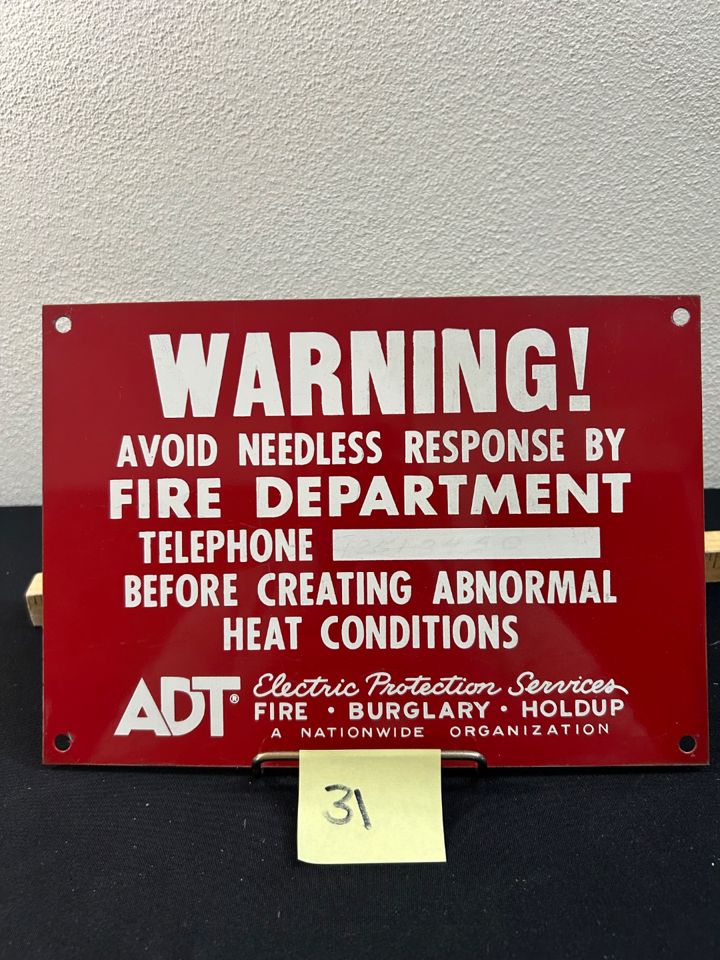 WARNING!
AVOID NEEDLESS RESPONSE BY
FIRE DEPARTMENT
TELEPHONE
BEFORE CREATING ABNORMAL
HEAT CONDITIONS
ADT® Electric Protection Services
FIRE · BURGLARY · HOLDUP
A NATIONWIDE ORGANIZATION
31